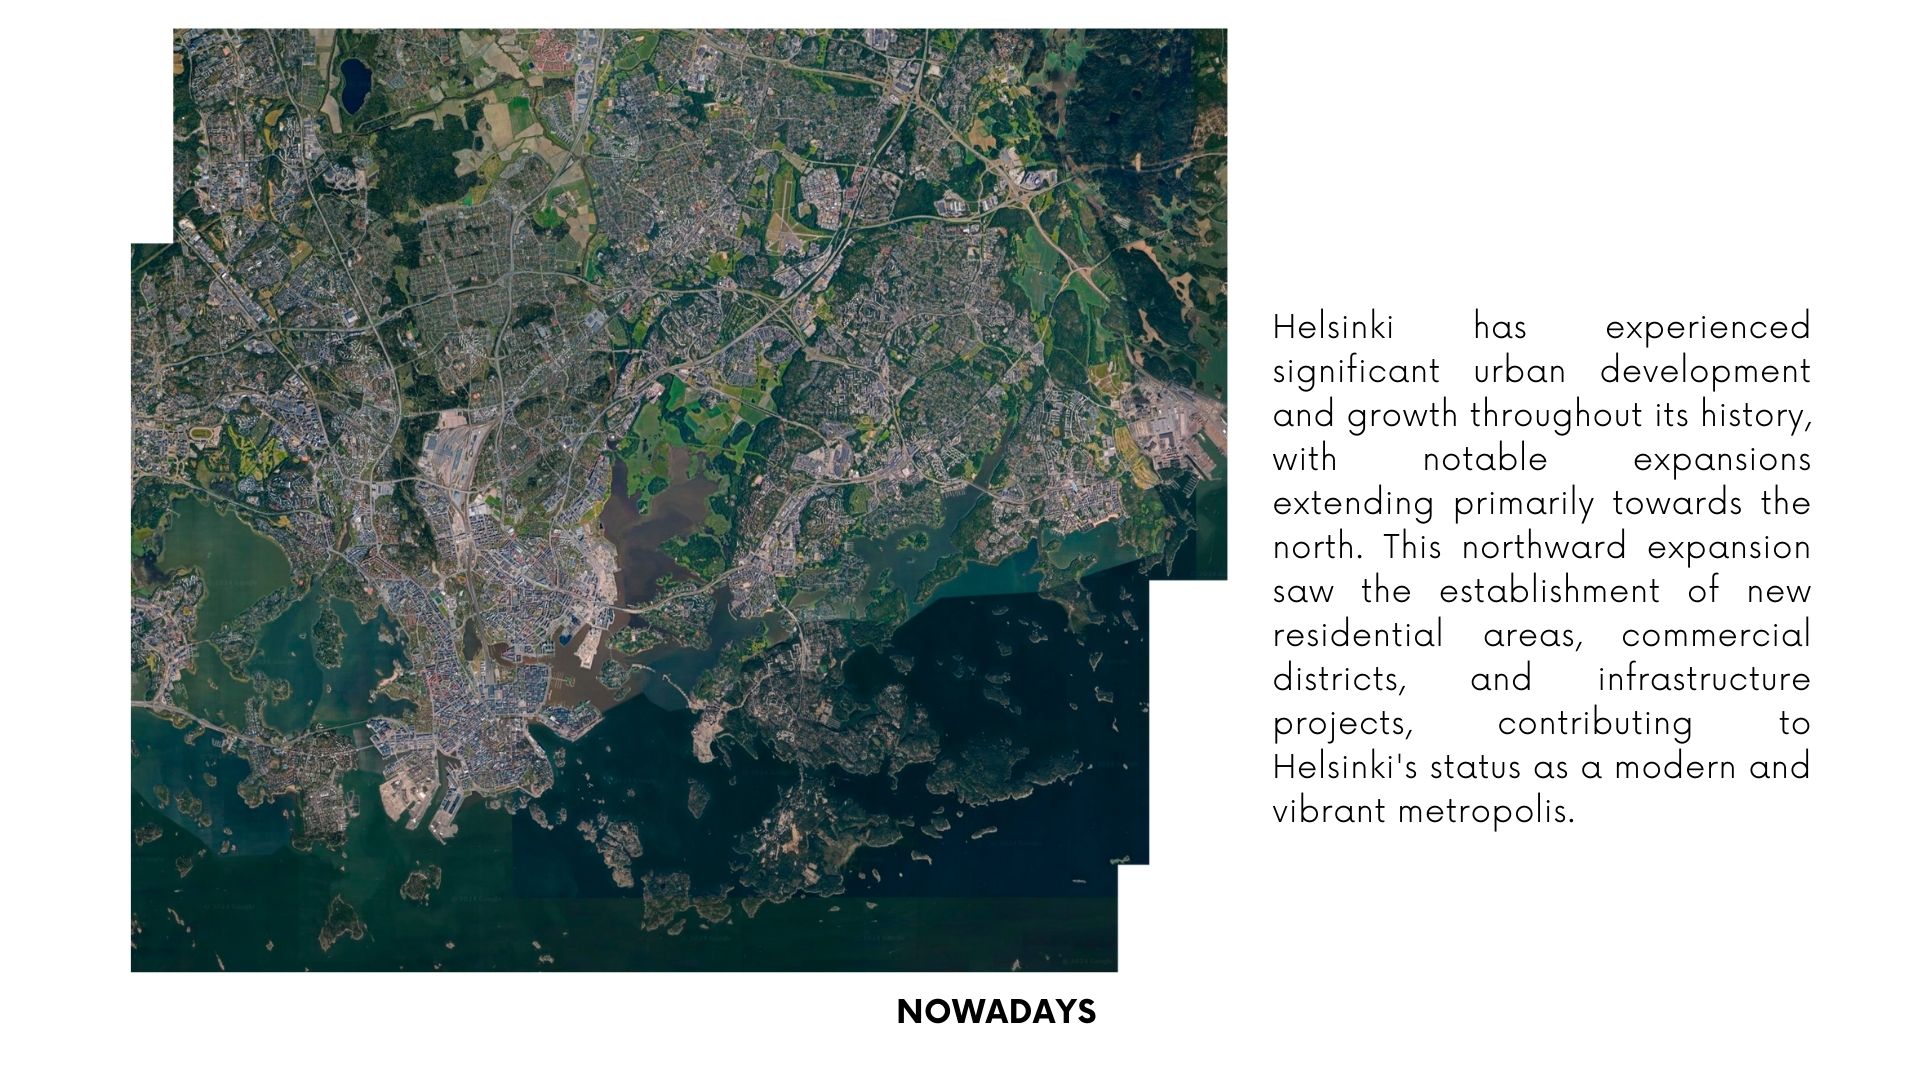 Helsinki has experienced
significant urban development
and growth throughout its history,
with notable expansions
extending primarily towards the
north. This northward expansion
saw the establishment of new
residential areas, commercial
districts, and infrastructure
projects, contributing to
Helsinki's status as a modern and
vibrant metropolis.
NOWADAYS